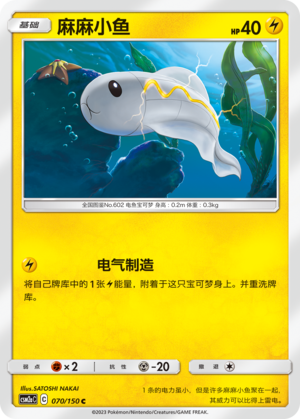 基础 麻麻小鱼 HP40
全国图鉴No.602 电鱼宝可梦 身高：0.2m 体重：0.3kg
电气制造
将自己牌库中的1张能量，附着于这只宝可梦身上。并重洗牌
库。
弱点 ×2 抗性 -20 撤退
Illus.SATOSHI NAKAI
CSM2a C C 070/150 C
1条的电力虽小，但是许多麻麻小鱼聚在一起，
其威力可以比得上雷电。
©2023 Pokémon/Nintendo/Creatures/GAME FREAK.